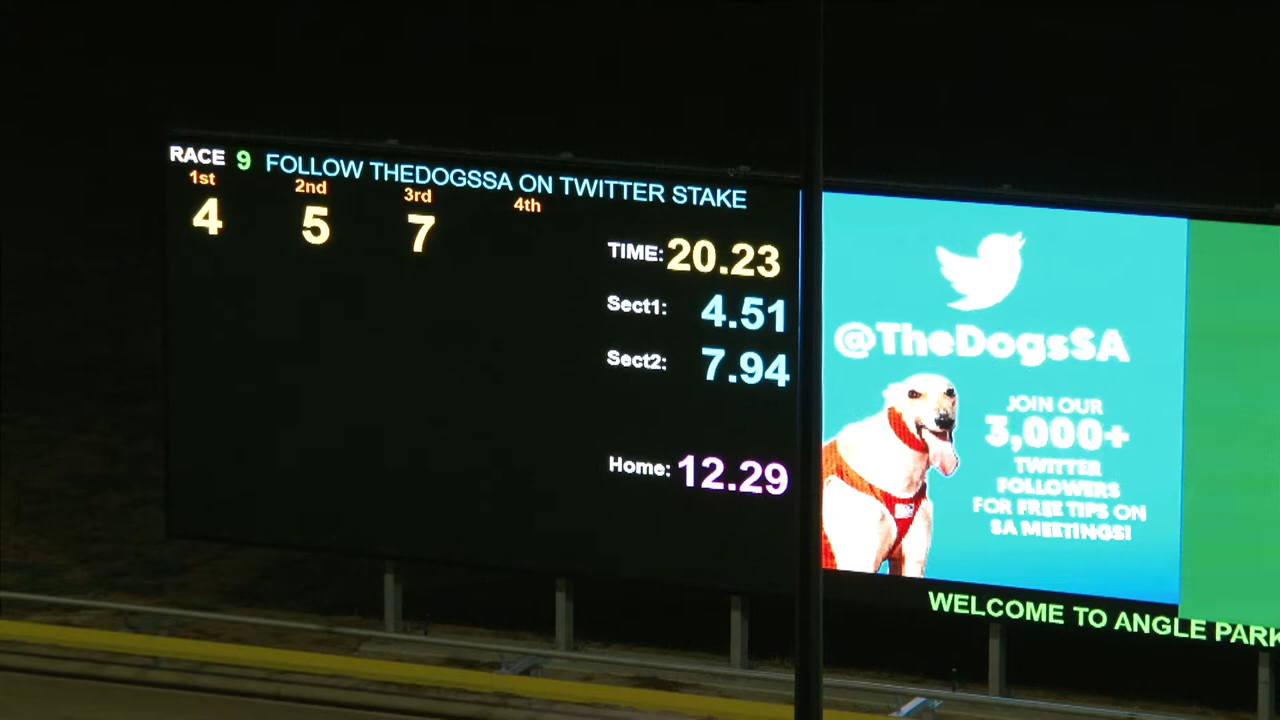 RACE 9 FOLLOW THEDOGSSA ON TWITTER STAKE
1st 2nd 3rd 4th
4 5 7
TIME: 20.23
Sect1: 4.51
Sect2: 7.94
Home: 12.29
@TheDogsSA
JOIN OUR
3,000+
TWITTER
FOLLOWERS
FOR FREE TIPS ON
SA MEETINGS!
WELCOME TO ANGLE PARK